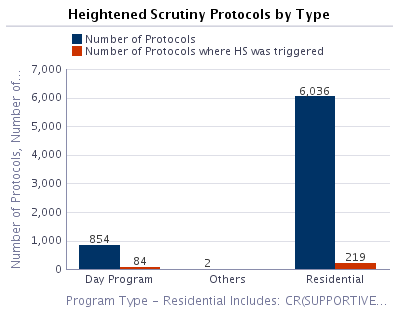 Heightened Scrutiny Protocols by Type
Number of Protocols
Number of Protocols where HS was triggered
Number of Protocols, Number of...
7,000
6,000
5,000
4,000
3,000
2,000
1,000
0
854
84
2
6,036
219
Day Program
Others
Residential
Program Type – Residential Includes: CR(SUPPORTIVE...